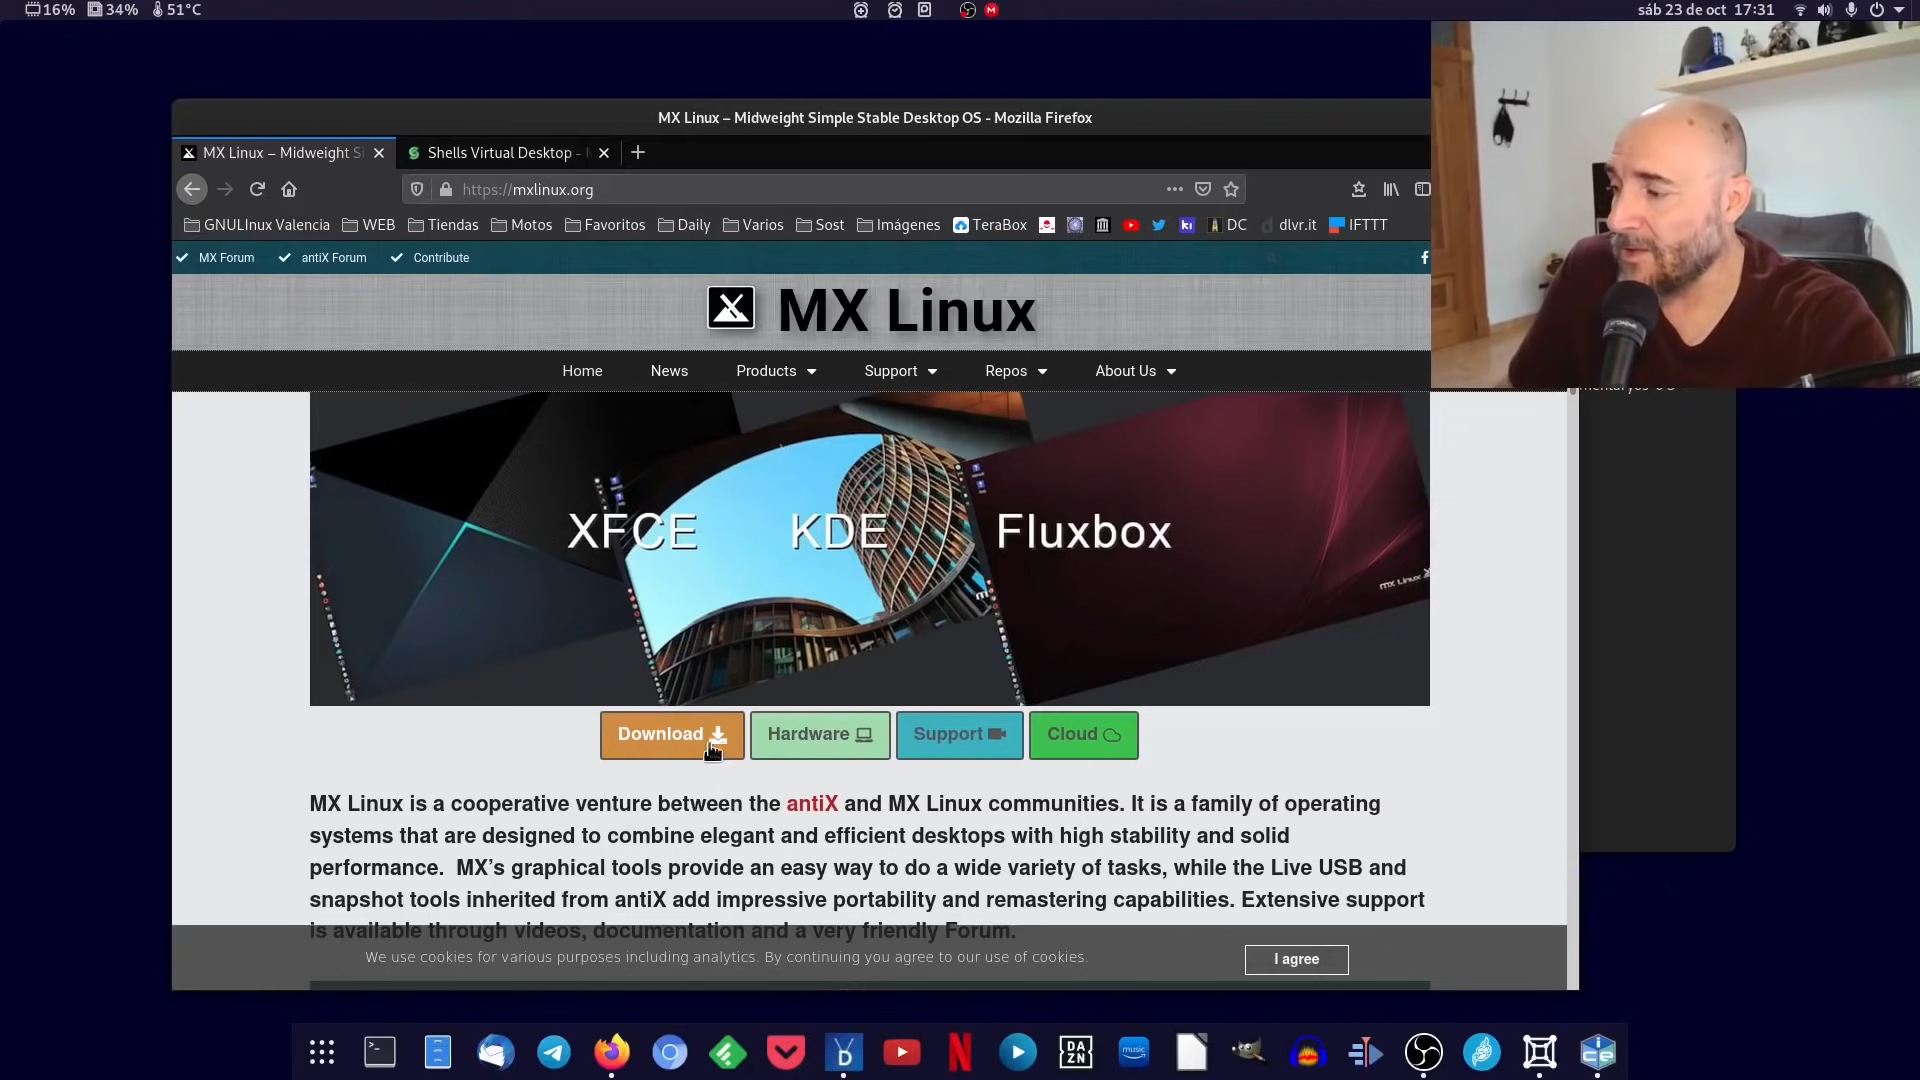 16% 34% 51°C
sáb 23 de oct 17:31
MX Linux – Midweight Simple Stable Desktop OS - Mozilla Firefox
MX Linux – Midweight S
Shells Virtual Desktop -
https://mxlinux.org
GNULInux Valencia WEB Tiendas Motos Favoritos Daily Varios Sost Imágenes TeraBox DC dlvr.it IFTTT
MX Forum antiX Forum Contribute
MX Linux
Home News Products Support Repos About Us
XFCE KDE Fluxbox
mx Linux
Download Hardware Support Cloud
MX Linux is a cooperative venture between the antiX and MX Linux communities. It is a family of operating
systems that are designed to combine elegant and efficient desktops with high stability and solid
performance. MX’s graphical tools provide an easy way to do a wide variety of tasks, while the Live USB and
snapshot tools inherited from antiX add impressive portability and remastering capabilities. Extensive support
is available through videos, documentation and a very friendly Forum.
We use cookies for various purposes including analytics. By continuing you agree to our use of cookies.
I agree
DAZN
music
ice